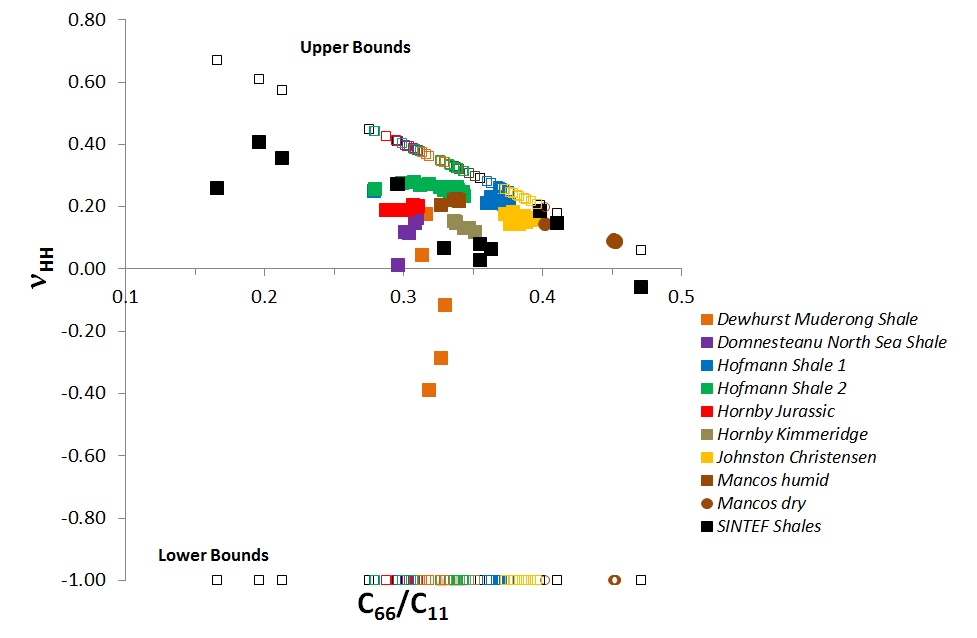 0.80
Upper Bounds
0.60
0.40
0.20
0.00
νHH
0.1 0.2 0.3 0.4 0.5
-0.20
-0.40
-0.60
-0.80
Lower Bounds
-1.00
C66/C11
Dewhurst Muderong Shale
Domnesteanu North Sea Shale
Hofmann Shale 1
Hofmann Shale 2
Hornby Jurassic
Hornby Kimmeridge
Johnston Christensen
Mancos humid
Mancos dry
SINTEF Shales